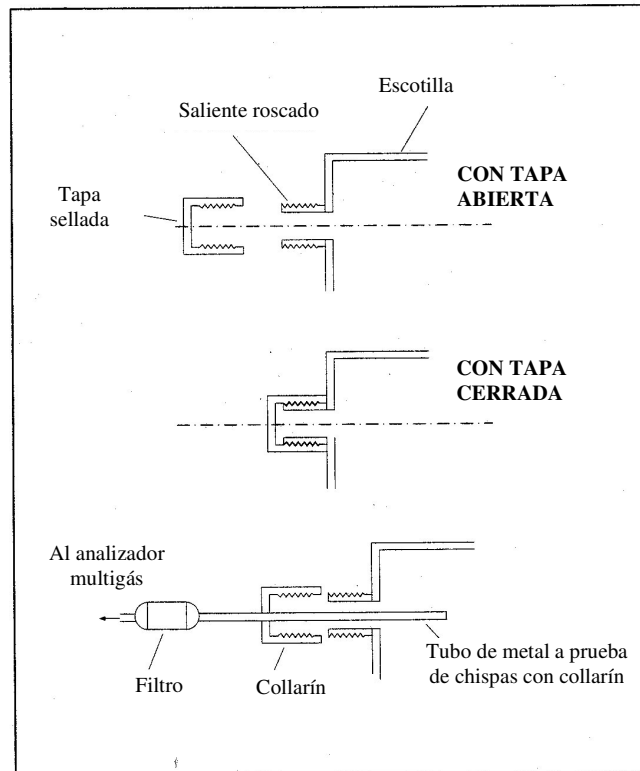 Escotilla
Saliente roscado
CON TAPA
ABIERTA
Tapa
sellada
CON TAPA
CERRADA
Al analizador
multigás
Tubo de metal a prueba
de chispas con collarín
Filtro
Collarín